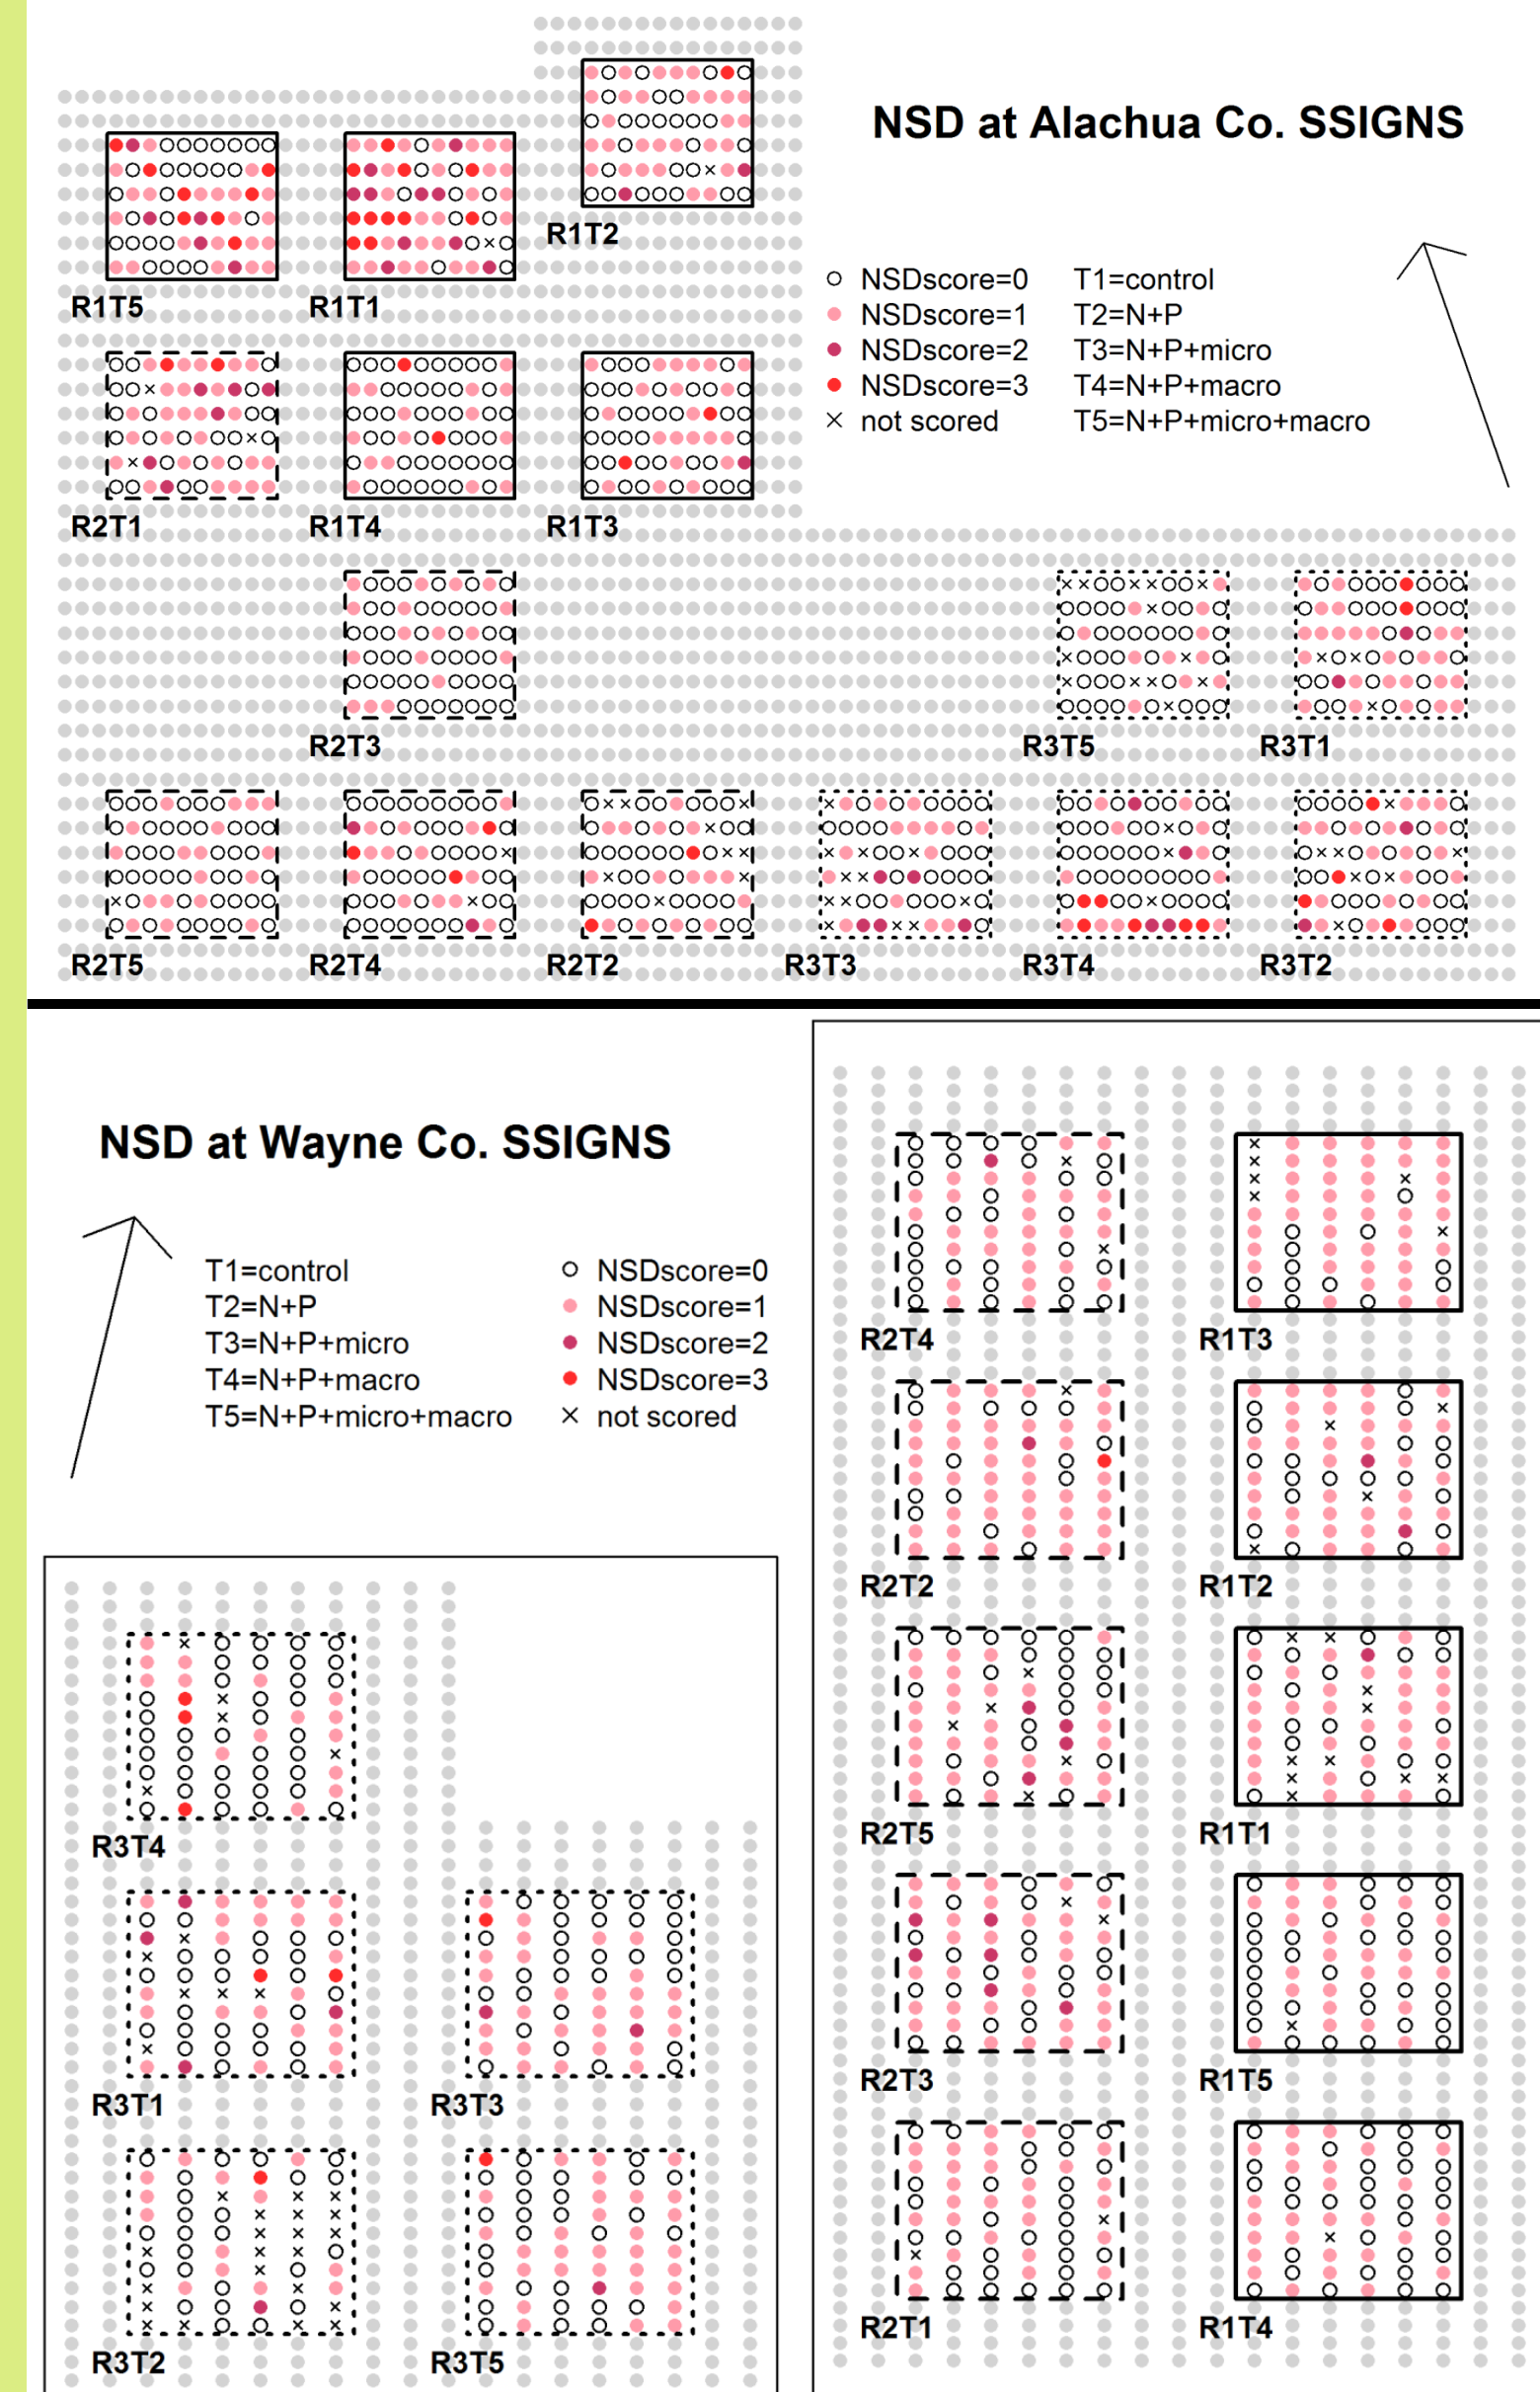 NSD at Alachua Co. SSIGNS
R1T2
NSDscore=0 T1=control
R1T5 R1T1
NSDscore=1 T2=N+P
NSDscore=2 T3=N+P+micro
NSDscore=3 T4=N+P+macro
× not scored T5=N+P+micro+macro
R2T1 R1T4 R1T3
R2T3 R3T5 R3T1
R2T5 R2T4 R2T2 R3T3 R3T4 R3T2
NSD at Wayne Co. SSIGNS
T1=control NSDscore=0
T2=N+P NSDscore=1
T3=N+P+micro NSDscore=2
T4=N+P+macro NSDscore=3
T5=N+P+micro+macro × not scored
R2T4 R1T3
R2T2 R1T2
R2T5 R1T1
R2T3 R1T5
R2T1 R1T4
R3T4
R3T1 R3T3
R3T2 R3T5